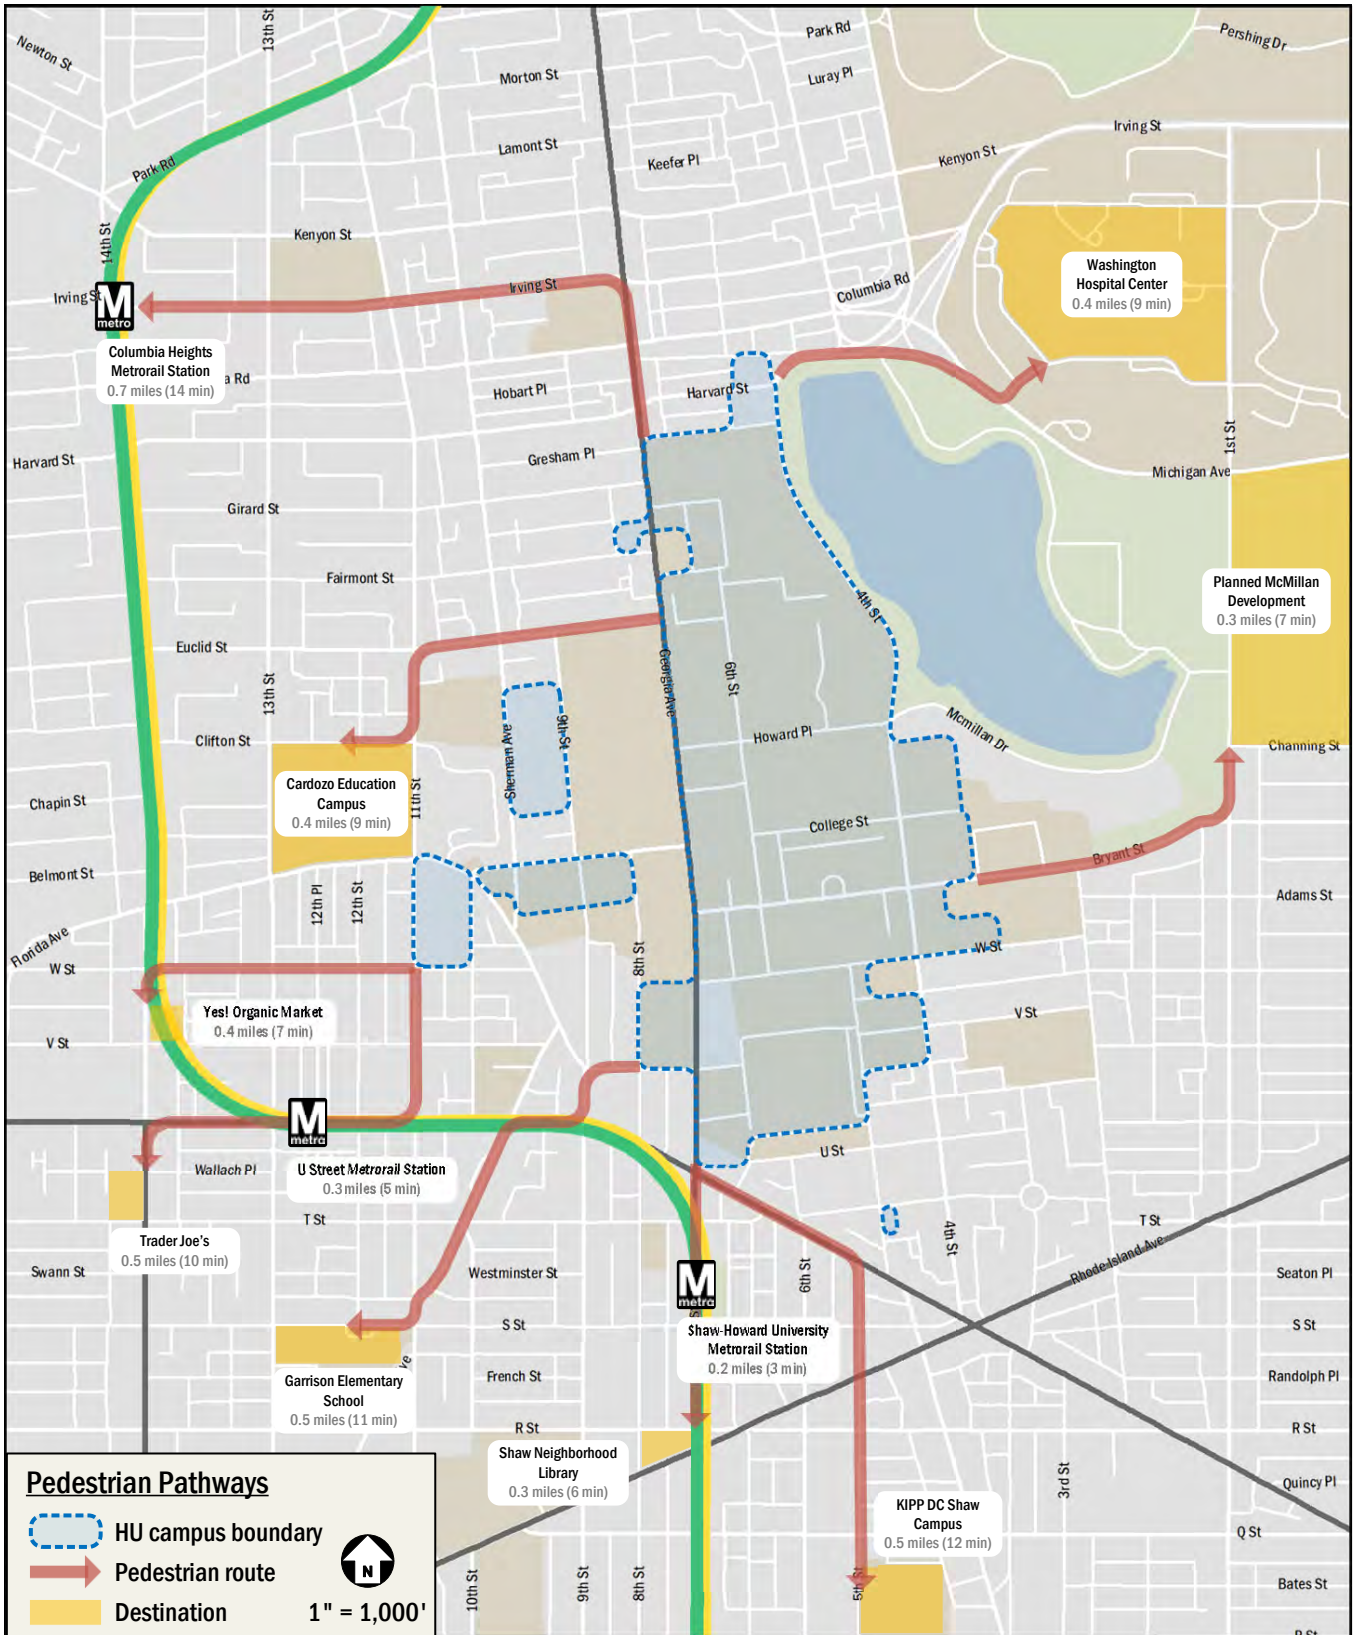 Newton St
13th St
Morton St
Park Rd
Luray Pl
Pershing Dr
Irving St
Kenyon St
Lamont St
Keefer Pl
Park Rd
14th St
Kenyon St
Irving St
M
metro
Irving St
Columbia Rd
Washington
Hospital Center
0.4 miles (9 min)
Columbia Heights
Metrorail Station
0.7 miles (14 min)
a Rd
Hobart Pl
Harvard St
Harvard St
Gresham Pl
1st St
Michigan Ave
Girard St
Fairmont St
4th St
Planned McMillan
Development
0.3 miles (7 min)
Euclid St
13th St
Georgia Ave
6th St
Clifton St
Sherman Ave
9th St
Howard Pl
Mcmillan Dr
Channing St
Cardozo Education
Campus
0.4 miles (9 min)
11th St
Chapin St
College St
Bryant St
Belmont St
12th Pl
12th St
Adams St
Florida Ave
W St
8th St
W St
Yes! Organic Market
0.4 miles (7 min)
V St
V St
M
metro
Wallach Pl
U Street Metrorail Station
0.3 miles (5 min)
U St
T St
4th St
T St
Trader Joe's
0.5 miles (10 min)
Rhode Island Ave
Swann St
Westminster St
6th St
Seaton Pl
M
metro
S St
S St
Shaw-Howard University
Metrorail Station
0.2 miles (3 min)
ve
Garrison Elementary
School
0.5 miles (11 min)
French St
Randolph Pl
R St
R St
Shaw Neighborhood
Library
0.3 miles (6 min)
3rd St
Quincy Pl
KIPP DC Shaw
Campus
0.5 miles (12 min)
Q St
10th St
9th St
8th St
5th St
Bates St
Pedestrian Pathways
HU campus boundary
Pedestrian route
N
Destination
1" = 1,000'